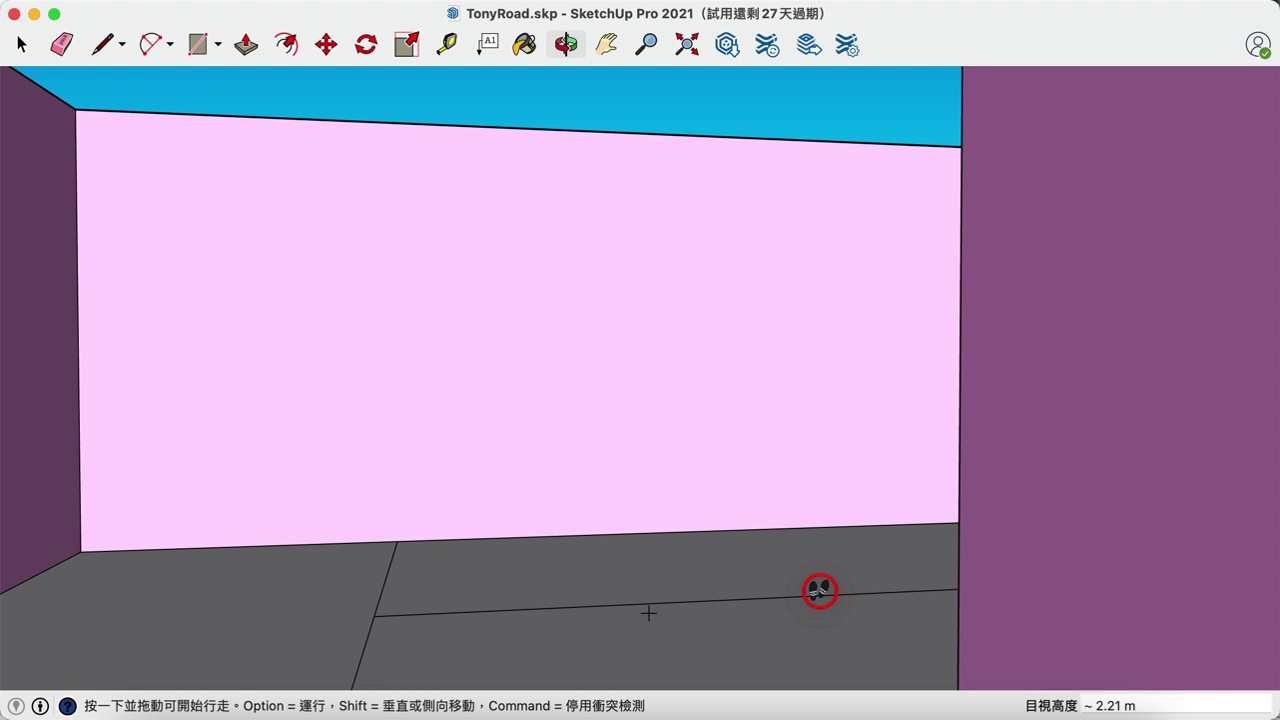 TonyRoad.skp - SketchUp Pro 2021（試用還剩 27 天過期）
A1
按一下並拖動可開始行走。Option = 運行，Shift = 垂直或側向移動，Command = 停用衝突檢測
目視高度 ~ 2.21 m